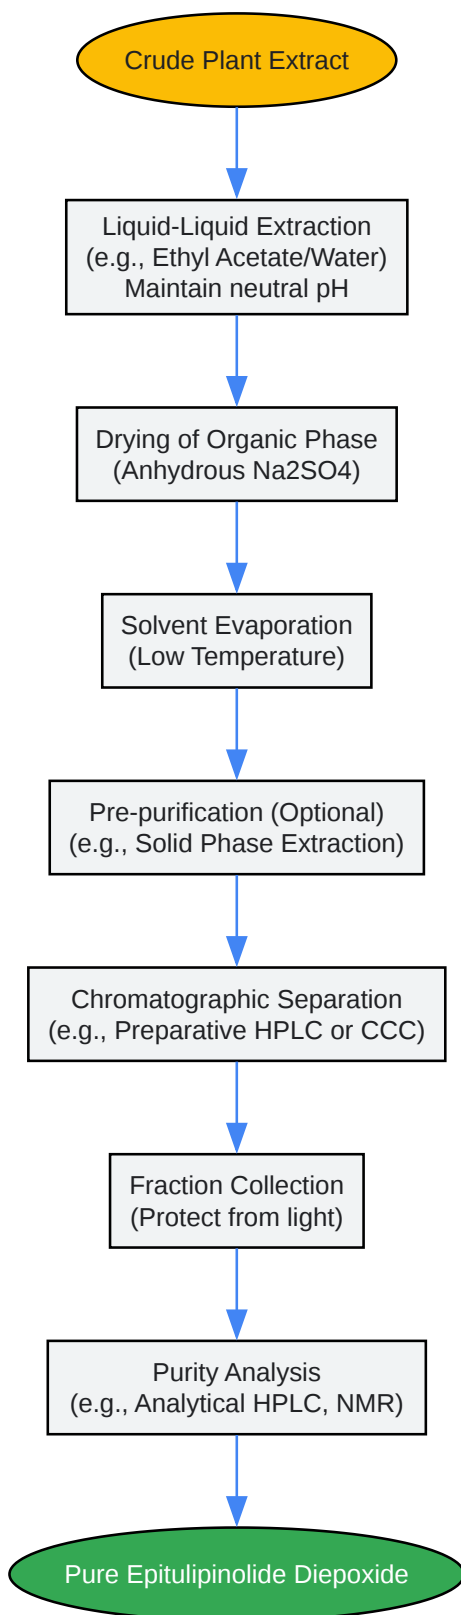 Crude Plant Extract
Liquid-Liquid Extraction
(e.g., Ethyl Acetate/Water)
Maintain neutral pH
Drying of Organic Phase
(Anhydrous Na2SO4)
Solvent Evaporation
(Low Temperature)
Pre-purification (Optional)
(e.g., Solid Phase Extraction)
Chromatographic Separation
(e.g., Preparative HPLC or CCC)
Fraction Collection
(Protect from light)
Purity Analysis
(e.g., Analytical HPLC, NMR)
Pure Epitulipinolide Diepoxide